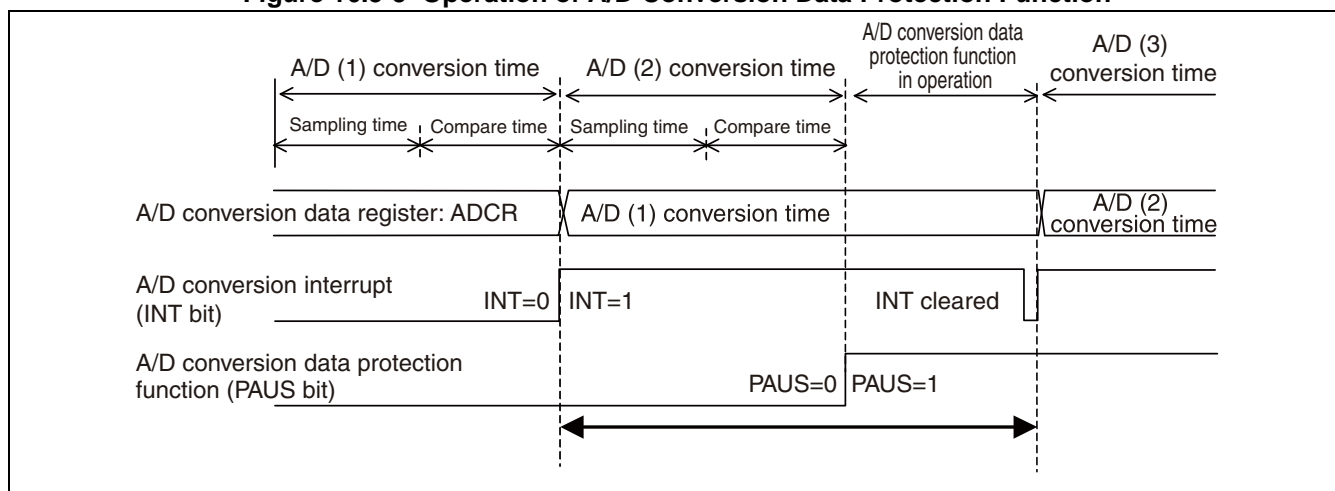 Figure 16.5-3 Operation of A/D Conversion Data Protection Function
A/D (1) conversion time
A/D (2) conversion time
A/D conversion data
protection function
in operation
A/D (3)
conversion time
Sampling time
Compare time
Sampling time
Compare time
A/D conversion data register: ADCR
A/D (1) conversion time
A/D (2)
conversion time
A/D conversion interrupt
(INT bit)
INT=0
INT=1
INT cleared
A/D conversion data protection
function (PAUS bit)
PAUS=0
PAUS=1